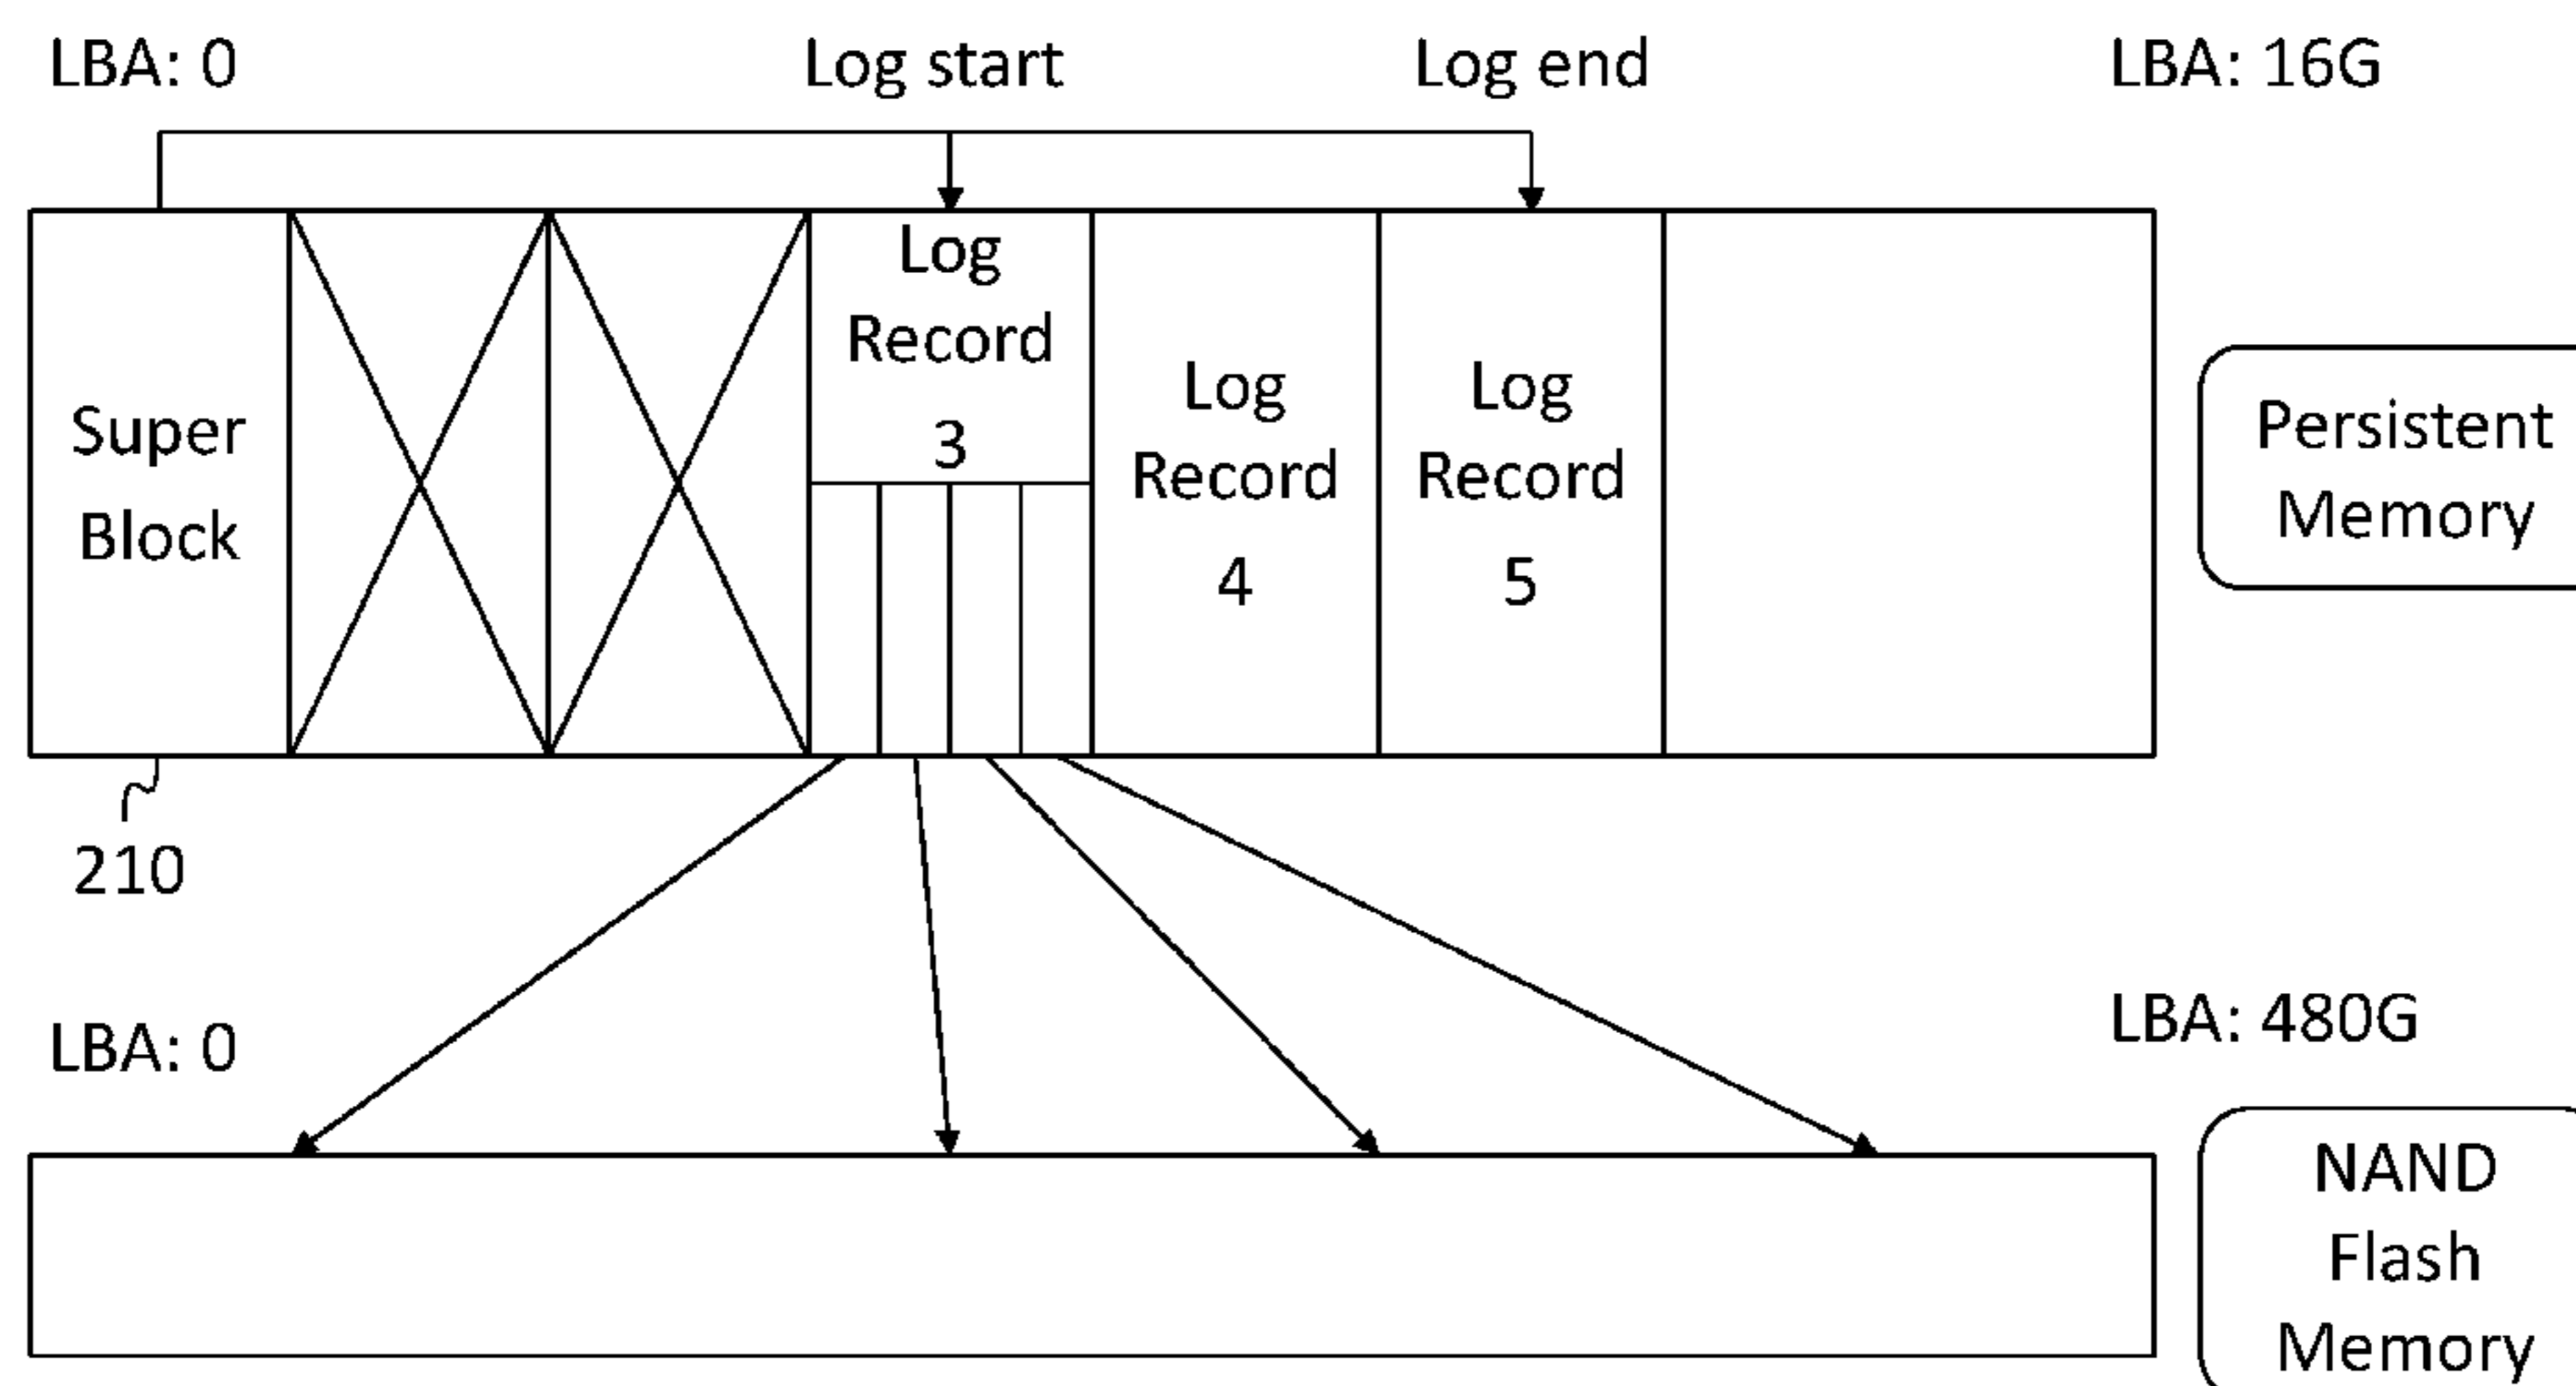 LBA: 0
Log start
Log end
LBA: 16G
Super
Block
Log
Record
3
Log
Record
4
Log
Record
5
Persistent
Memory
210
LBA: 0
LBA: 480G
NAND
Flash
Memory